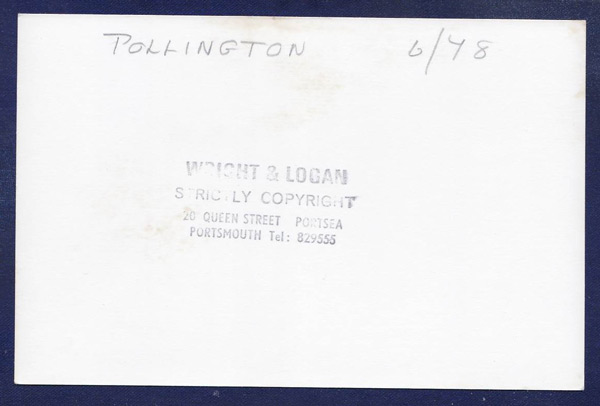 POLLINGTON 6/48
WRIGHT & LOGAN
STRICTLY COPYRIGHT
20 QUEEN STREET PORTSEA
PORTSMOUTH Tel: 829555